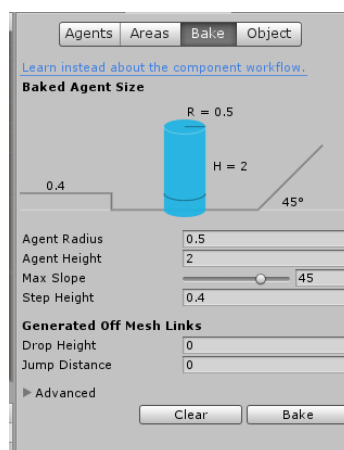 Agents Areas Bake Object
Learn instead about the component workflow.
Baked Agent Size
R = 0.5
H = 2
0.4
45°
Agent Radius 0.5
Agent Height 2
Max Slope 45
Step Height 0.4
Generated Off Mesh Links
Drop Height 0
Jump Distance 0
Advanced
Clear Bake